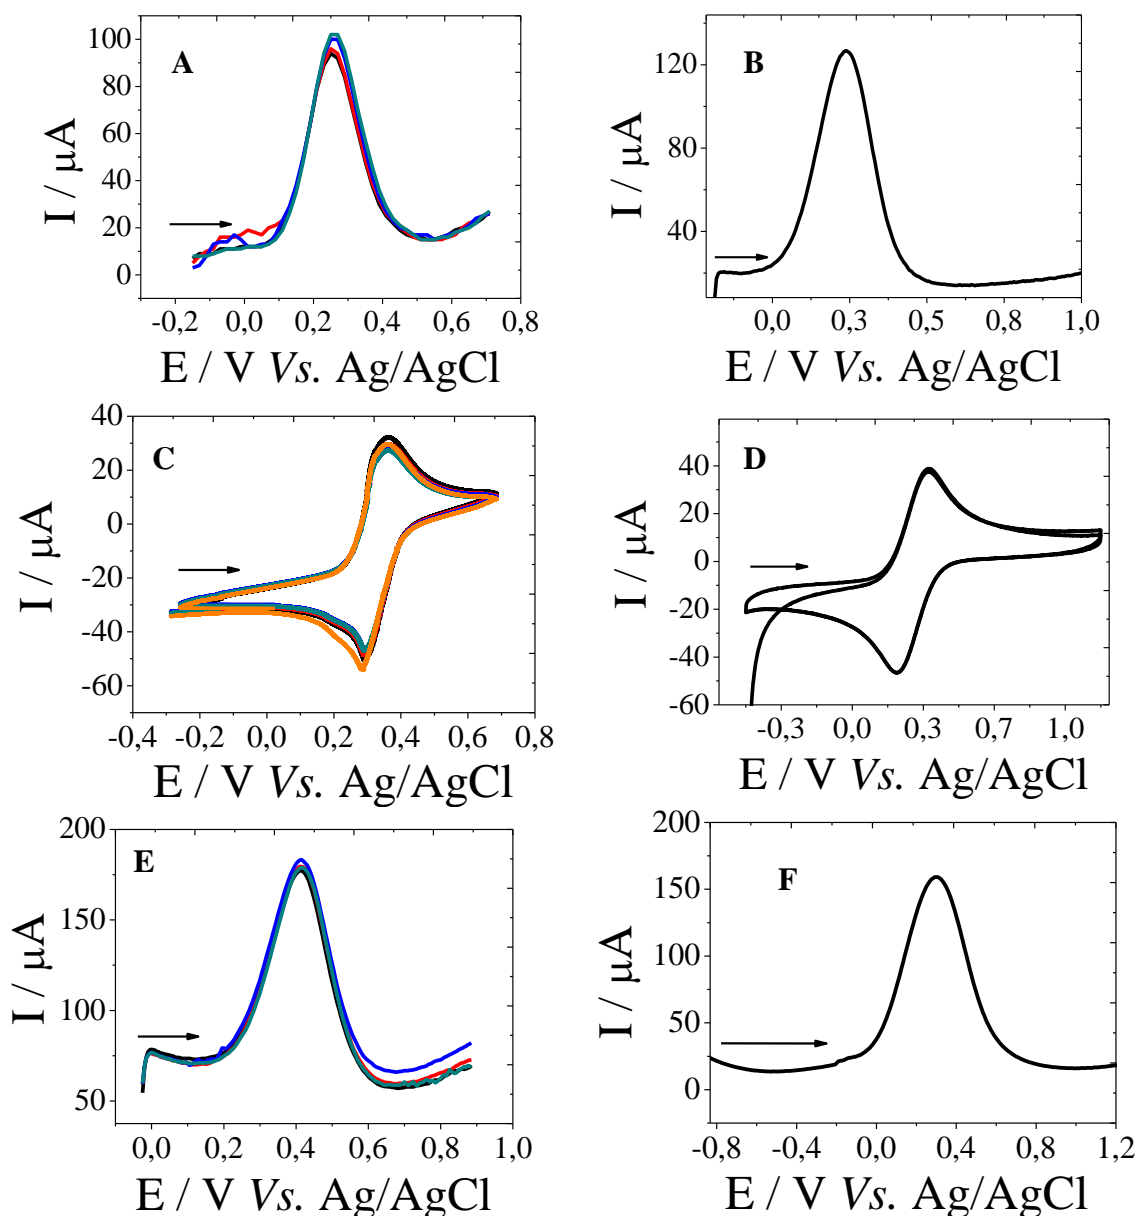 A
I / µA
100
80
60
40
20
0
-0,2 0,0 0,2 0,4 0,6 0,8
E / V Vs. Ag/AgCl
B
I / µA
120
80
40
0,0 0,3 0,6 1,0
E / V Vs. Ag/AgCl
C
I / µA
40
20
0
-20
-40
-60
-0,4 -0,2 0,0 0,2 0,4 0,6 0,8
E / V Vs. Ag/AgCl
D
I / µA
40
20
0
-20
-40
-60
-0,3 0,0 0,3 0,7 1,0
E / V Vs. Ag/AgCl
E
I / µA
200
150
100
50
0,0 0,2 0,4 0,6 0,8 1,0
E / V Vs. Ag/AgCl
F
I / µA
200
150
100
50
0
-0,8 -0,4 0,0 0,4 0,8 1,2
E / V Vs. Ag/AgCl